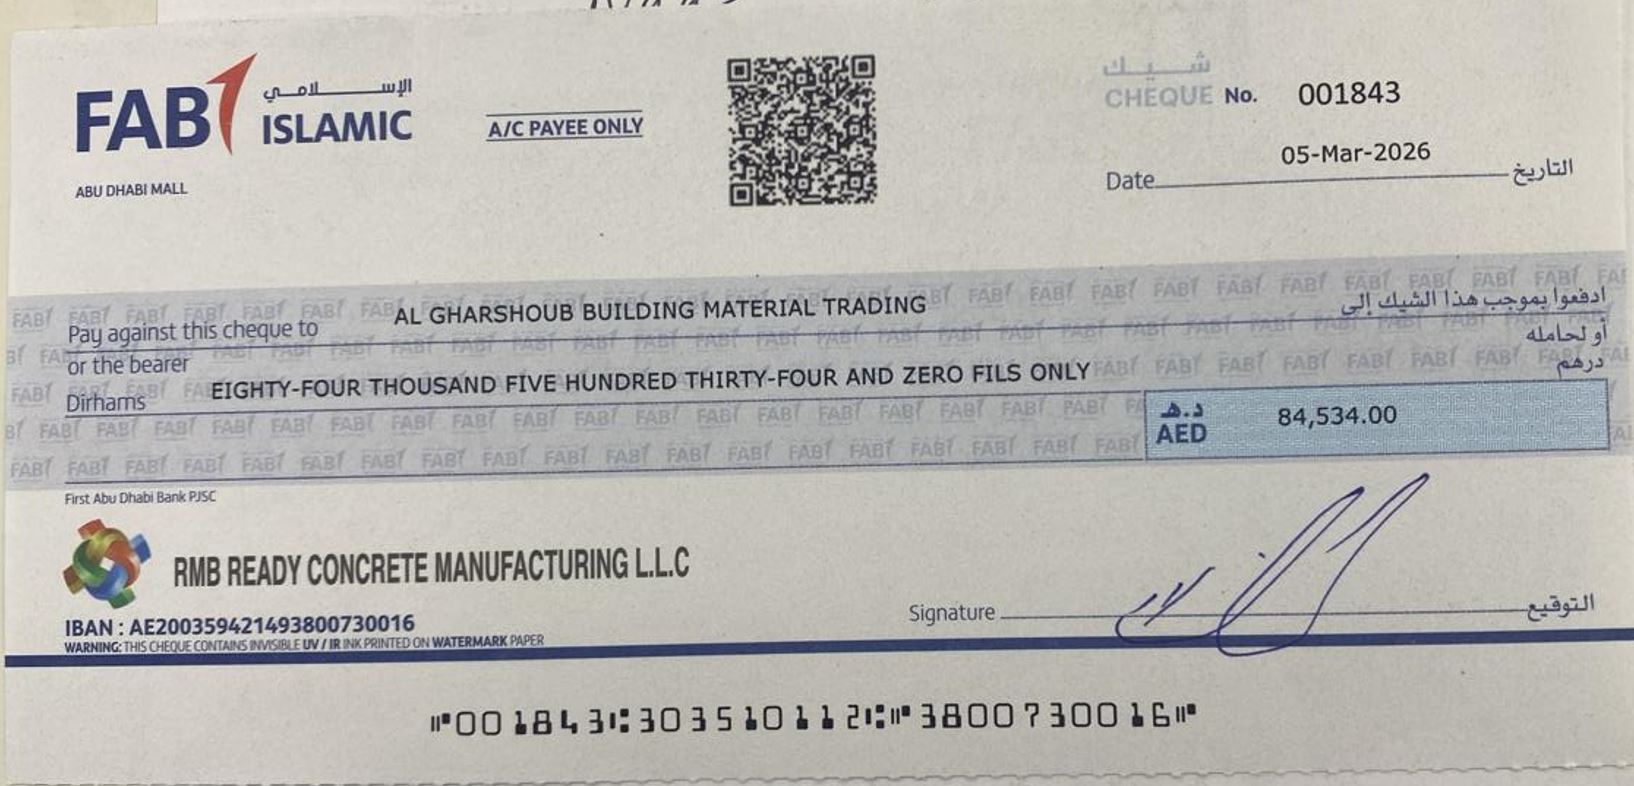 FAB الإسلامي
ISLAMIC
ABU DHABI MALL
A/C PAYEE ONLY
شيك
CHEQUE No. 001843
Date 05-Mar-2026 التاريخ
Pay against this cheque to AL GHARSHOUB BUILDING MATERIAL TRADING ادفعوا بموجب هذا الشيك إلى
or the bearer أو لحامله
Dirhams EIGHTY-FOUR THOUSAND FIVE HUNDRED THIRTY-FOUR AND ZERO FILS ONLY درهم
د.هـ
AED 84,534.00
First Abu Dhabi Bank PJSC
RMB READY CONCRETE MANUFACTURING L.L.C
IBAN : AE200359421493800730016
WARNING: THIS CHEQUE CONTAINS INVISIBLE UV / IR INK PRINTED ON WATERMARK PAPER
Signature التوقيع
⑈001843⑆303510112⑆⑈3800730016⑈